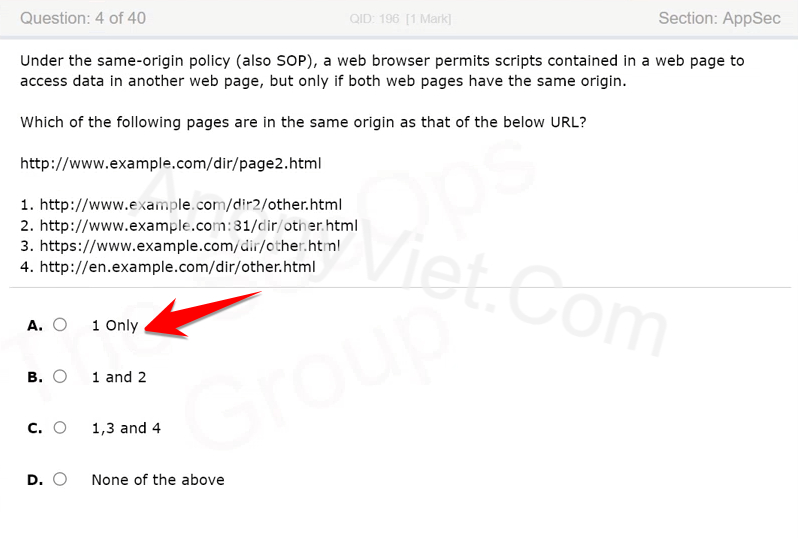 Question: 4 of 40 QID: 196 [1 Mark] Section: AppSec
Under the same-origin policy (also SOP), a web browser permits scripts contained in a web page to
access data in another web page, but only if both web pages have the same origin.
Which of the following pages are in the same origin as that of the below URL?
http://www.example.com/dir/page2.html
1. http://www.example.com/dir2/other.html
2. http://www.example.com:81/dir/other.html
3. https://www.example.com/dir/other.html
4. http://en.example.com/dir/other.html
A. 1 Only
B. 1 and 2
C. 1,3 and 4
D. None of the above
AnonyViet.Com
Group